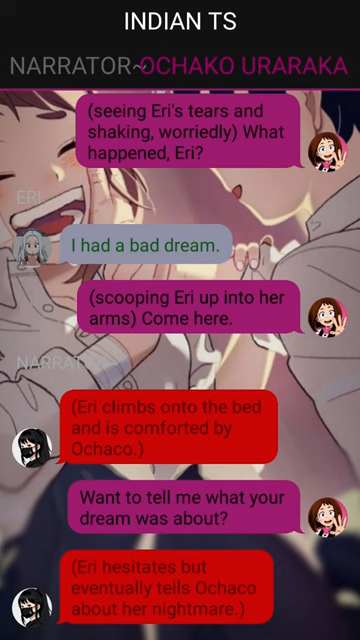 INDIAN TS
NARRATOR~OCHAKO URARAKA
(seeing Eri's tears and
shaking, worriedly) What
happened, Eri?
ERI
I had a bad dream.
(scooping Eri up into her
arms) Come here.
(Eri climbs onto the bed
and is comforted by
Ochaco.)
Want to tell me what your
dream was about?
(Eri hesitates but
eventually tells Ochaco
about her nightmare.)